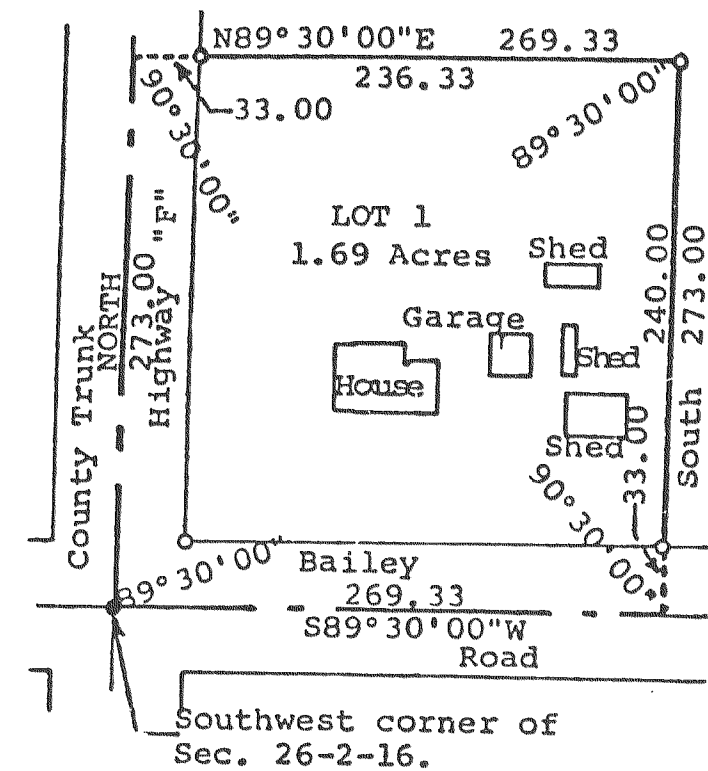 N89°30'00"E 269.33
236.33
33.00
90°30'00"
89°30'00"
LOT 1
1.69 Acres
Shed
Garage
Shed
House
Shed
County Trunk
NORTH
273.00
Highway "F"
240.00
273.00
South
33.00
90°30'00"
89°30'00"
Bailey
269.33
S89°30'00"W
Road
Southwest corner of
Sec. 26-2-16.